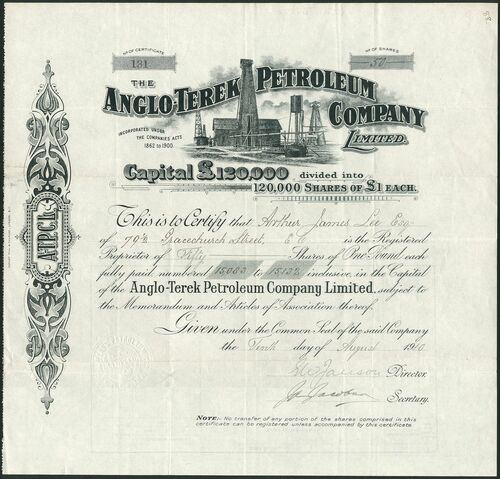 Nº OF CERTIFICATE
131
Nº OF SHARES
50
THE
ANGLO-TEREK PETROLEUM
COMPANY
LIMITED.
INCORPORATED UNDER
THE COMPANIES ACTS
1862 to 1900.
Capital £120,000 divided into
120,000 SHARES OF £1 EACH.
This is to Certify that Arthur James Lee Esq
of 79½ Gracechurch Street, E C is the Registered
Proprietor of Fifty Shares of One Pound each
fully paid numbered 15083 to 15132 inclusive, in the Capital
of the Anglo-Terek Petroleum Company Limited, subject to
the Memorandum and Articles of Association thereof.
Given under the Common Seal of the said Company
the Tenth day of August 1910.
Director.
Secretary.
NOTE:- No transfer of any portion of the shares comprised in this
certificate can be registered unless accompanied by this certificate
ATPCL